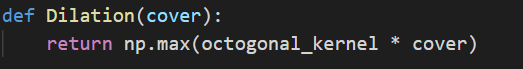 def Dilation(cover):
    return np.max(octogonal_kernel * cover)